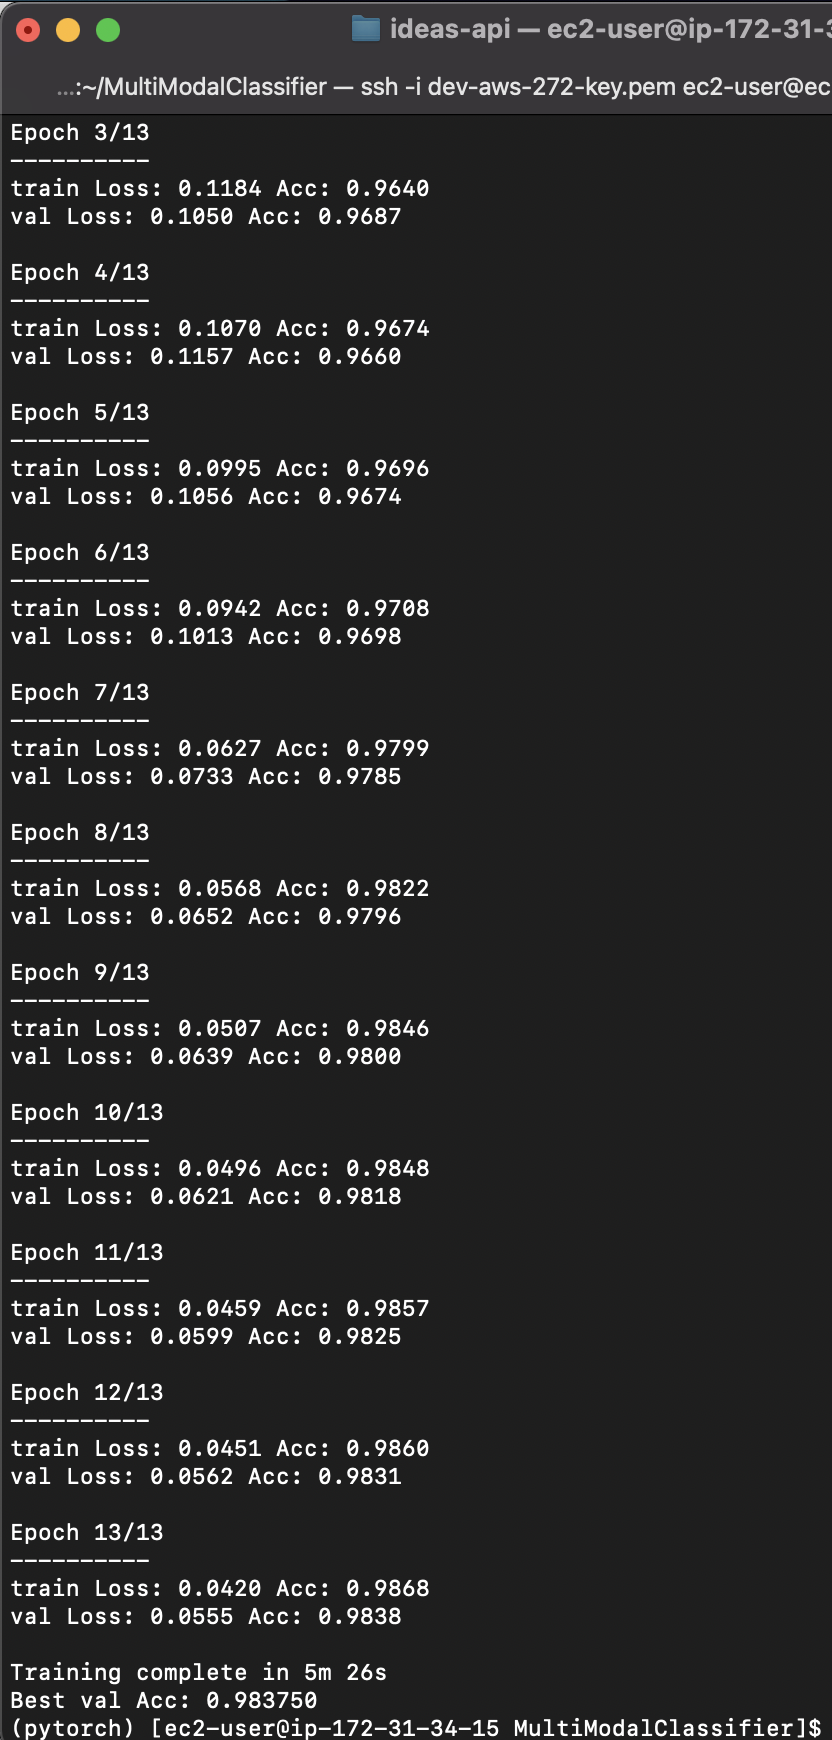 ideas-api — ec2-user@ip-172-31-3
...:~/MultiModalClassifier — ssh -i dev-aws-272-key.pem ec2-user@ec
Epoch 3/13
----------
train Loss: 0.1184 Acc: 0.9640
val Loss: 0.1050 Acc: 0.9687
Epoch 4/13
----------
train Loss: 0.1070 Acc: 0.9674
val Loss: 0.1157 Acc: 0.9660
Epoch 5/13
----------
train Loss: 0.0995 Acc: 0.9696
val Loss: 0.1056 Acc: 0.9674
Epoch 6/13
----------
train Loss: 0.0942 Acc: 0.9708
val Loss: 0.1013 Acc: 0.9698
Epoch 7/13
----------
train Loss: 0.0627 Acc: 0.9799
val Loss: 0.0733 Acc: 0.9785
Epoch 8/13
----------
train Loss: 0.0568 Acc: 0.9822
val Loss: 0.0652 Acc: 0.9796
Epoch 9/13
----------
train Loss: 0.0507 Acc: 0.9846
val Loss: 0.0639 Acc: 0.9800
Epoch 10/13
----------
train Loss: 0.0496 Acc: 0.9848
val Loss: 0.0621 Acc: 0.9818
Epoch 11/13
----------
train Loss: 0.0459 Acc: 0.9857
val Loss: 0.0599 Acc: 0.9825
Epoch 12/13
----------
train Loss: 0.0451 Acc: 0.9860
val Loss: 0.0562 Acc: 0.9831
Epoch 13/13
----------
train Loss: 0.0420 Acc: 0.9868
val Loss: 0.0555 Acc: 0.9838
Training complete in 5m 26s
Best val Acc: 0.983750
(pytorch) [ec2-user@ip-172-31-34-15 MultiModalClassifier]$